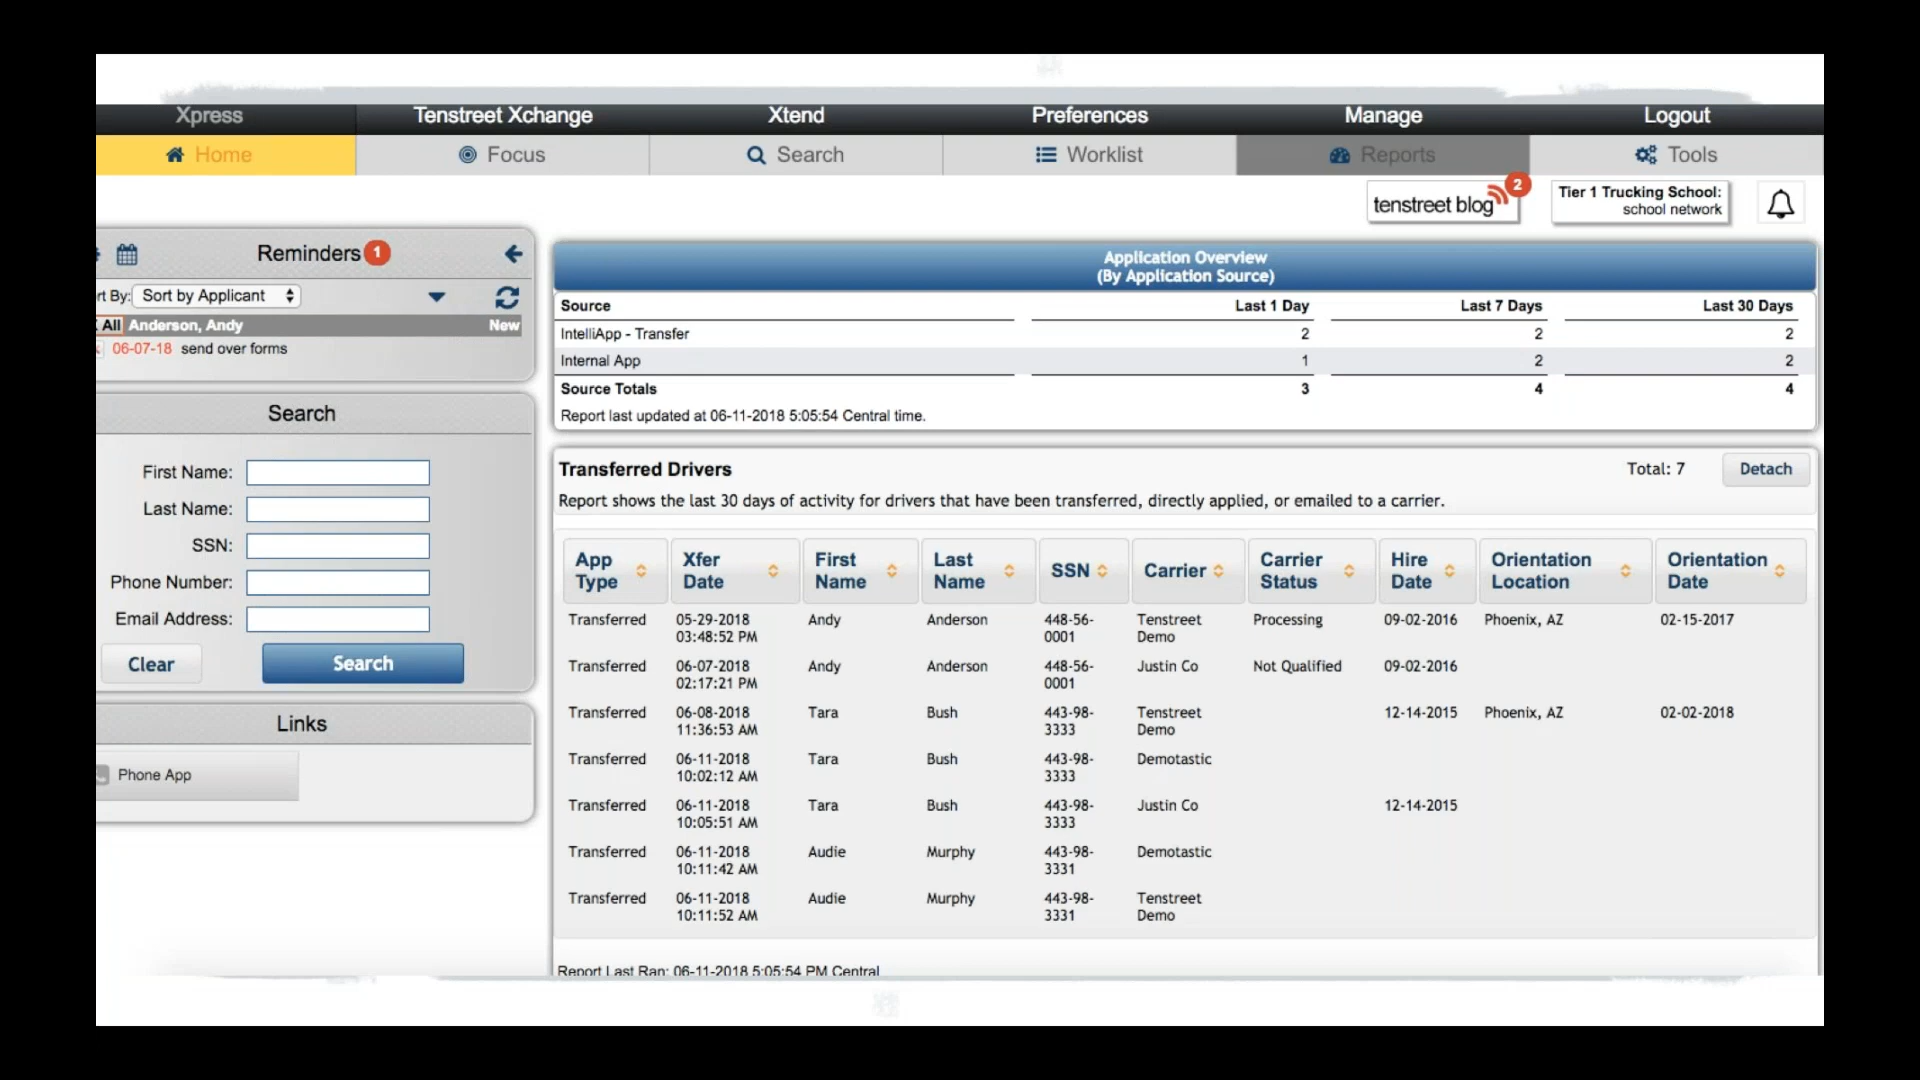 Xpress Tenstreet Xchange Xtend Preferences Manage Logout
Home Focus Search Worklist Reports Tools
tenstreet blog 2
Tier 1 Trucking School:
school network
Reminders 1
rt By: Sort by Applicant
All Anderson, Andy New
06-07-18 send over forms
Search
First Name:
Last Name:
SSN:
Phone Number:
Email Address:
Clear Search
Links
Phone App
Application Overview
(By Application Source)
Source Last 1 Day Last 7 Days Last 30 Days
IntelliApp - Transfer 2 2 2
Internal App 1 2 2
Source Totals 3 4 4
Report last updated at 06-11-2018 5:05:54 Central time.
Transferred Drivers Total: 7 Detach
Report shows the last 30 days of activity for drivers that have been transferred, directly applied, or emailed to a carrier.
App Type Xfer Date First Name Last Name SSN Carrier Carrier Status Hire Date Orientation Location Orientation Date
Transferred 05-29-2018 03:48:52 PM Andy Anderson 448-56-0001 Tenstreet Demo Processing 09-02-2016 Phoenix, AZ 02-15-2017
Transferred 06-07-2018 02:17:21 PM Andy Anderson 448-56-0001 Justin Co Not Qualified 09-02-2016
Transferred 06-08-2018 11:36:53 AM Tara Bush 443-98-3333 Tenstreet Demo 12-14-2015 Phoenix, AZ 02-02-2018
Transferred 06-11-2018 10:02:12 AM Tara Bush 443-98-3333 Demotastic
Transferred 06-11-2018 10:05:51 AM Tara Bush 443-98-3333 Justin Co 12-14-2015
Transferred 06-11-2018 10:11:42 AM Audie Murphy 443-98-3331 Demotastic
Transferred 06-11-2018 10:11:52 AM Audie Murphy 443-98-3331 Tenstreet Demo
Report Last Ran: 06-11-2018 5:05:54 PM Central